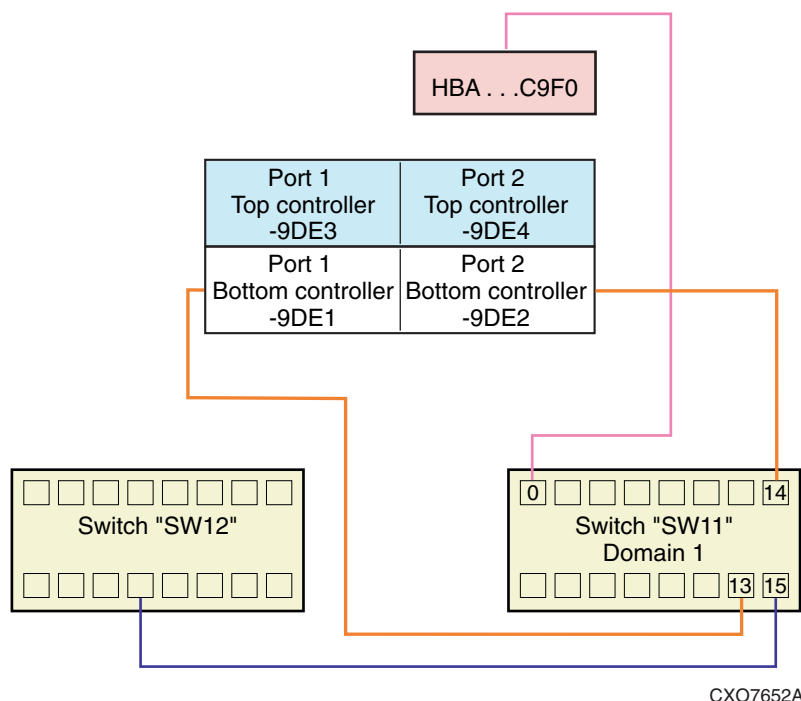 HBA . . .C9F0
Port 1
Top controller
-9DE3
Port 2
Top controller
-9DE4
Port 1
Bottom controller
-9DE1
Port 2
Bottom controller
-9DE2
Switch "SW12"
0
14
Switch "SW11"
Domain 1
13
15
CXO7652A